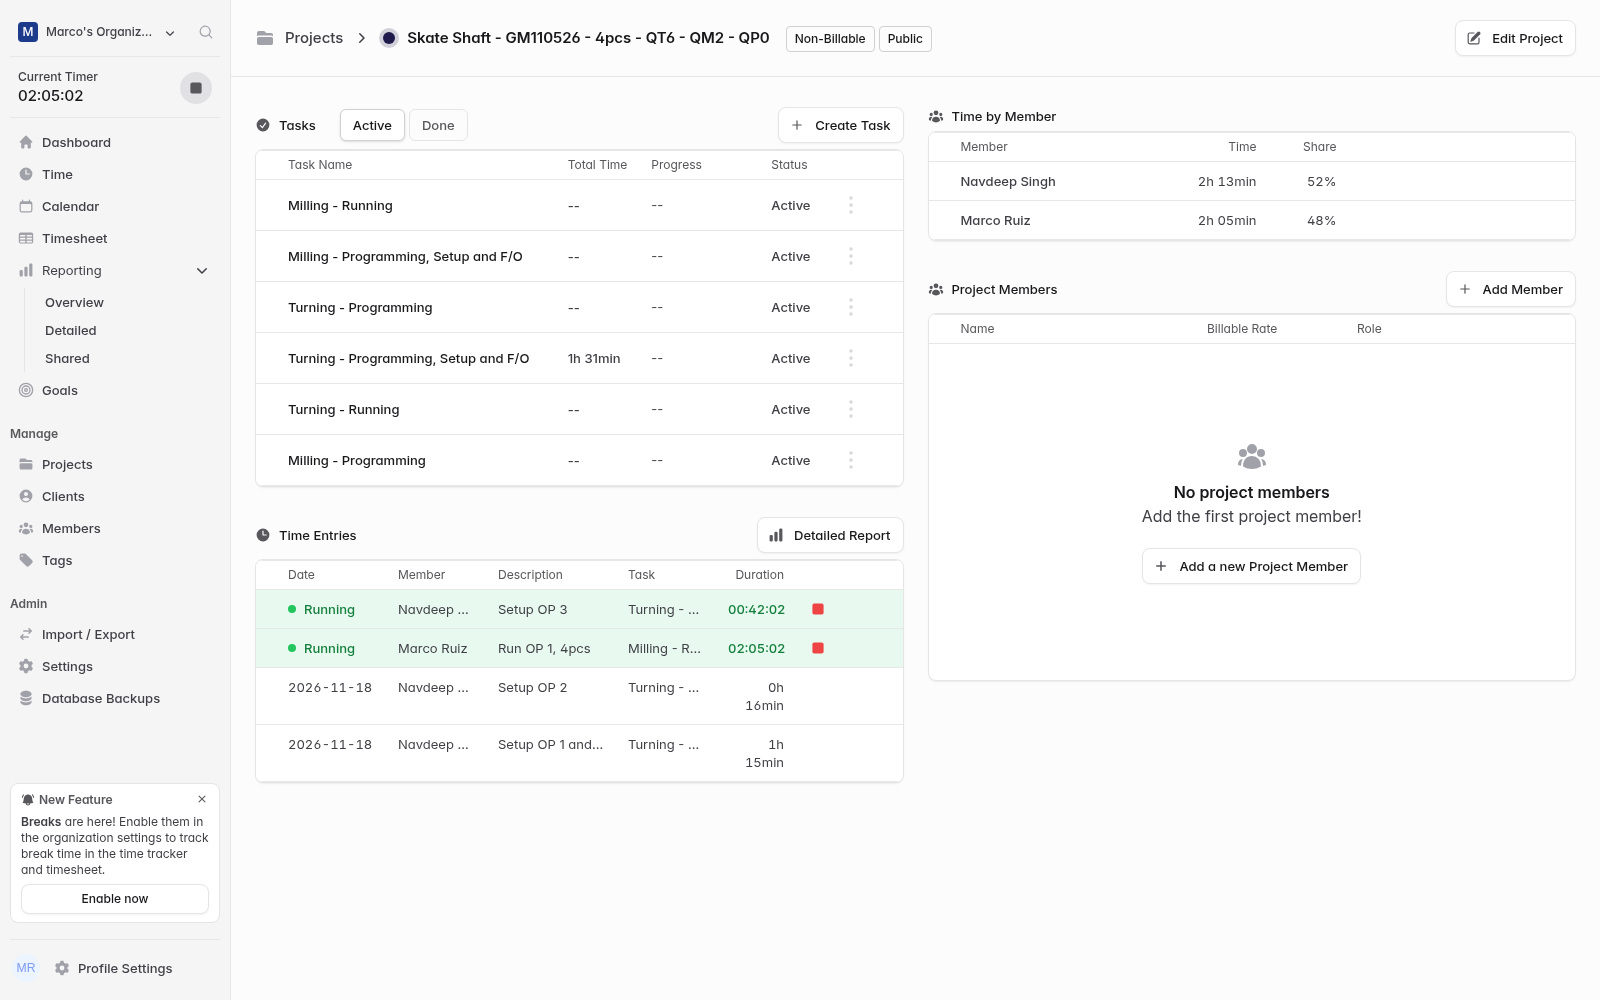 M Marco's Organiz...
Current Timer
02:05:02
Dashboard
Time
Calendar
Timesheet
Reporting
Overview
Detailed
Shared
Goals
Manage
Projects
Clients
Members
Tags
Admin
Import / Export
Settings
Database Backups
New Feature
Breaks are here! Enable them in
the organization settings to track
break time in the time tracker
and timesheet.
Enable now
MR Profile Settings
Projects > Skate Shaft - GM110526 - 4pcs - QT6 - QM2 - QP0 Non-Billable Public
Edit Project
Tasks Active Done Create Task
Task Name Total Time Progress Status
Milling - Running -- -- Active
Milling - Programming, Setup and F/O -- -- Active
Turning - Programming -- -- Active
Turning - Programming, Setup and F/O 1h 31min -- Active
Turning - Running -- -- Active
Milling - Programming -- -- Active
Time Entries Detailed Report
Date Member Description Task Duration
Running Navdeep ... Setup OP 3 Turning - ... 00:42:02
Running Marco Ruiz Run OP 1, 4pcs Milling - R... 02:05:02
2026-11-18 Navdeep ... Setup OP 2 Turning - ... 0h
16min
2026-11-18 Navdeep ... Setup OP 1 and... Turning - ... 1h
15min
Time by Member
Member Time Share
Navdeep Singh 2h 13min 52%
Marco Ruiz 2h 05min 48%
Project Members Add Member
Name Billable Rate Role
No project members
Add the first project member!
Add a new Project Member